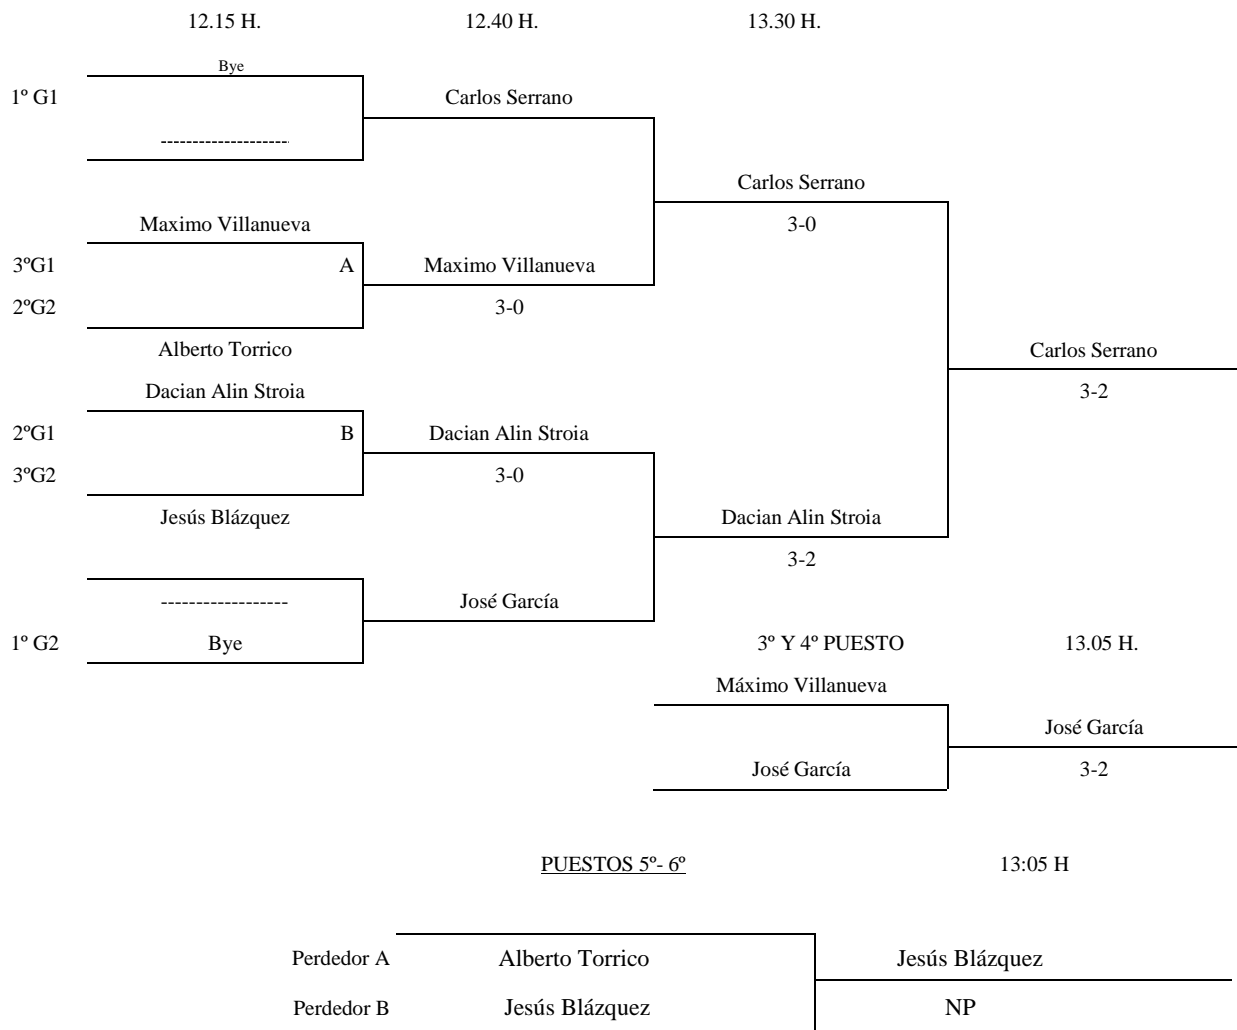 12.15 H. 12.40 H. 13.30 H.
Bye
1º G1 Carlos Serrano
---------------------
Carlos Serrano
Maximo Villanueva 3-0
3ºG1 A Maximo Villanueva
2ºG2 3-0
Alberto Torrico Carlos Serrano
Dacian Alin Stroia 3-2
2ºG1 B Dacian Alin Stroia
3ºG2 3-0
Jesús Blázquez Dacian Alin Stroia
3-2
------------------ José García
1º G2 Bye 3º Y 4º PUESTO 13.05 H.
Máximo Villanueva
José García
José García 3-2
PUESTOS 5º- 6º 13:05 H
Perdedor A Alberto Torrico Jesús Blázquez
Perdedor B Jesús Blázquez NP